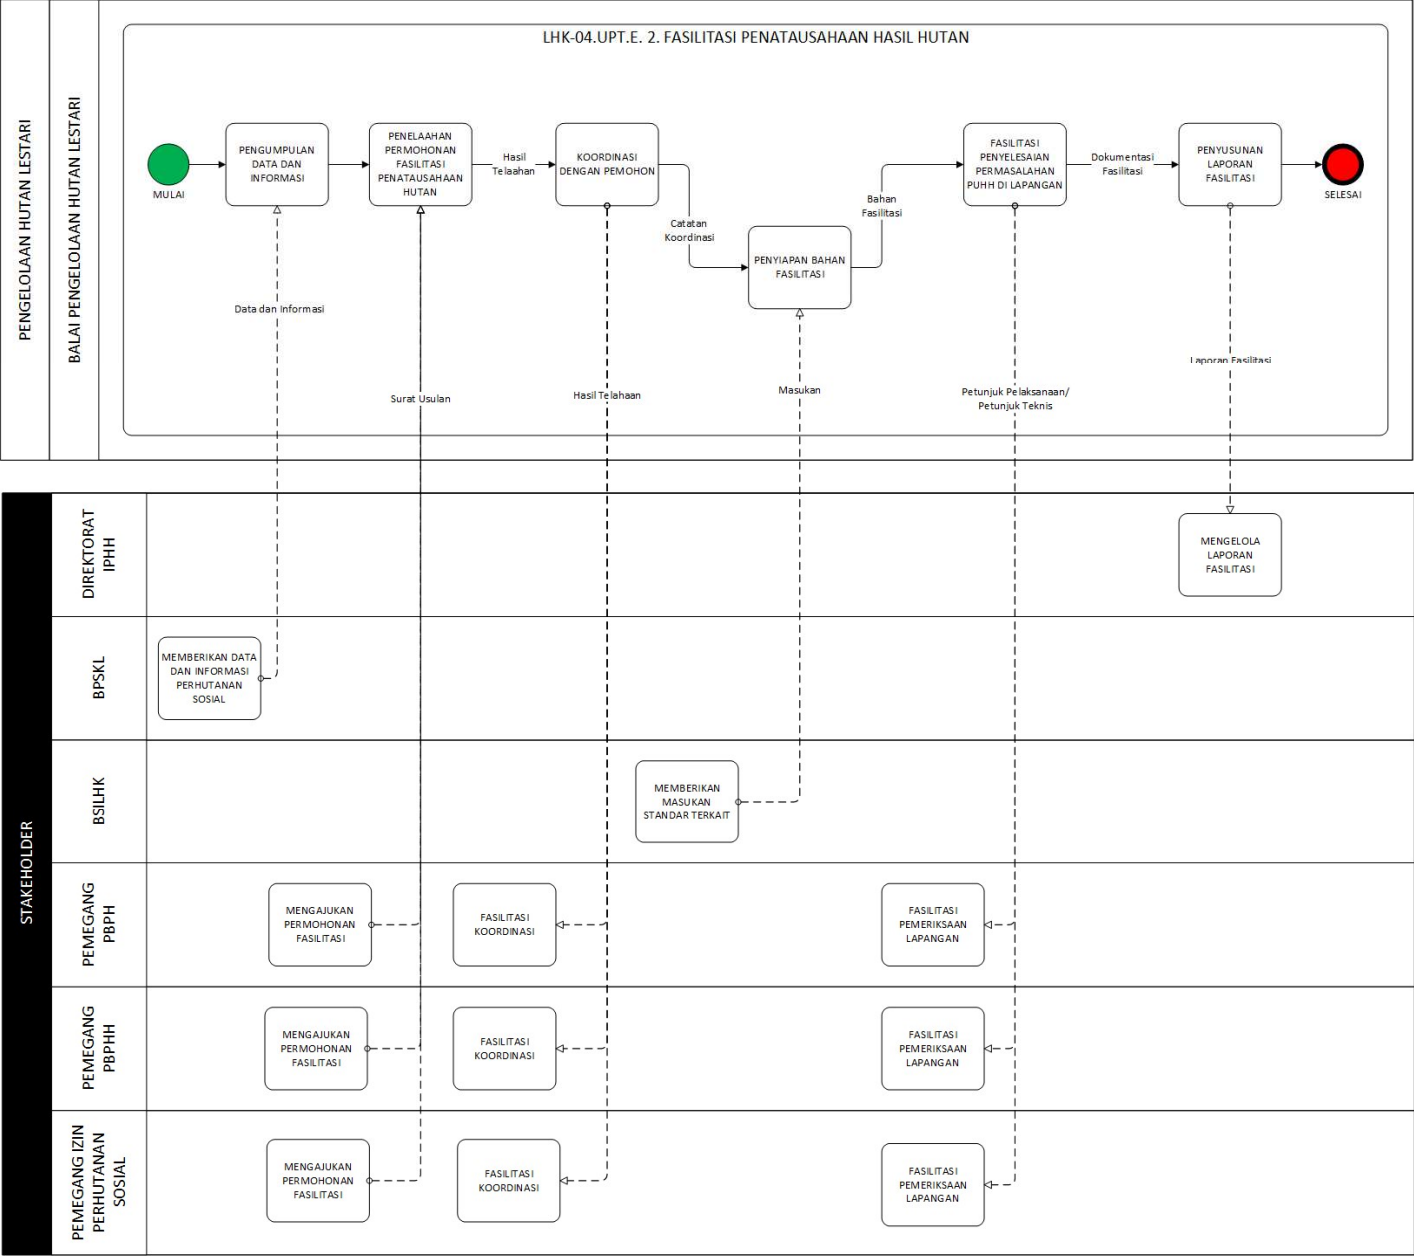 LHK-04.UPT.E. 2. FASILITASI PENATAUSAHAAN HASIL HUTAN
PENGELOLAAN HUTAN LESTARI
BALAI PENGELOLAAN HUTAN LESTARI
MULAI
PENGUMPULAN
DATA DAN
INFORMASI
PENELAAHAN
PERMOHONAN
FASILITASI
PENATAUSAHAAN
HUTAN
Hasil
Telaahan
KOORDINASI
DENGAN PEMOHON
Catatan
Koordinasi
PENYIAPAN BAHAN
FASILITASI
Bahan
Fasilitasi
FASILITASI
PENYELESAIAN
PERMASALAHAN
PUHH DI LAPANGAN
Dokumentasi
Fasilitasi
PENYUSUNAN
LAPORAN
FASILITASI
SELESAI
Data dan Informasi
Surat Usulan
Hasil Telahaan
Masukan
Petunjuk Pelaksanaan/
Petunjuk Teknis
Laporan Fasilitasi
STAKEHOLDER
DIREKTORAT
IPHH
MENGELOLA
LAPORAN
FASILITASI
BPSKL
MEMBERIKAN DATA
DAN INFORMASI
PERHUTANAN
SOSIAL
BSILHK
MEMBERIKAN
MASUKAN
STANDAR TERKAIT
PEMEGANG
PBPH
MENGAJUKAN
PERMOHONAN
FASILITASI
FASILITASI
KOORDINASI
FASILITASI
PEMERIKSAAN
LAPANGAN
PEMEGANG
PBPHH
MENGAJUKAN
PERMOHONAN
FASILITASI
FASILITASI
KOORDINASI
FASILITASI
PEMERIKSAAN
LAPANGAN
PEMEGANG IZIN
PERHUTANAN
SOSIAL
MENGAJUKAN
PERMOHONAN
FASILITASI
FASILITASI
KOORDINASI
FASILITASI
PEMERIKSAAN
LAPANGAN